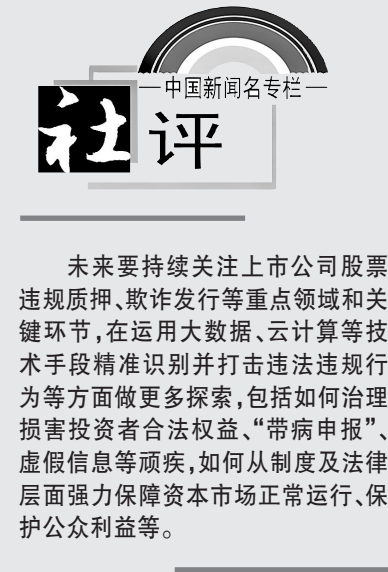 中国新闻名专栏
社评
未来要持续关注上市公司股票
违规质押、欺诈发行等重点领域和关
键环节,在运用大数据、云计算等技
术手段精准识别并打击违法违规行
为等方面做更多探索,包括如何治理
损害投资者合法权益、“带病申报”、
虚假信息等顽疾,如何从制度及法律
层面强力保障资本市场正常运行、保
护公众利益等。